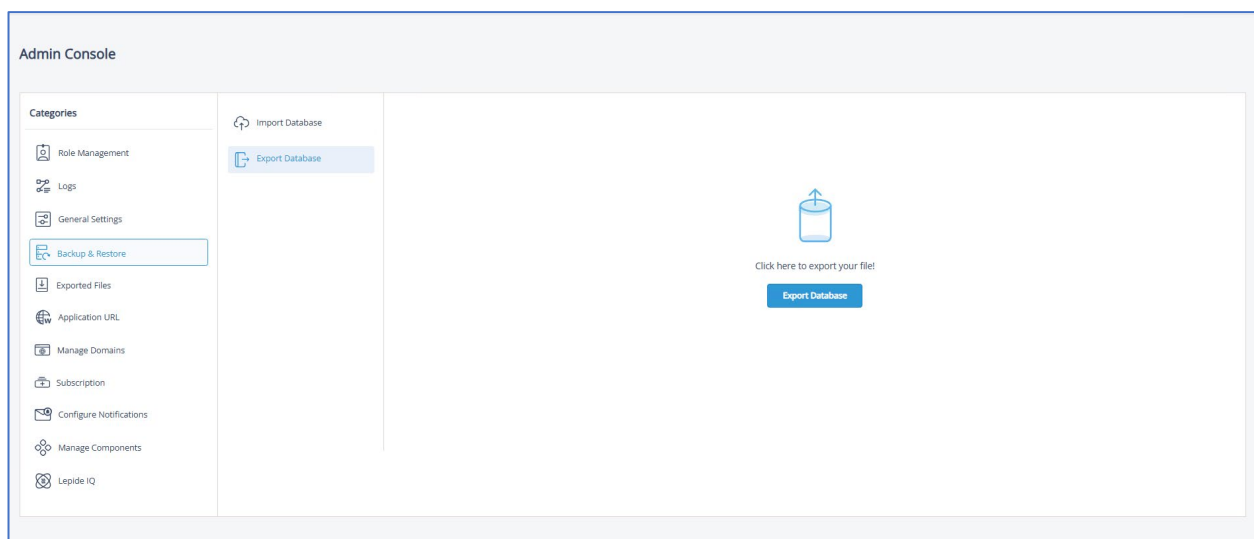 Admin Console
Categories
Role Management
Logs
General Settings
Backup & Restore
Exported Files
Application URL
Manage Domains
Subscription
Configure Notifications
Manage Components
Lepide IQ
Import Database
Export Database
Click here to export your file!
Export Database